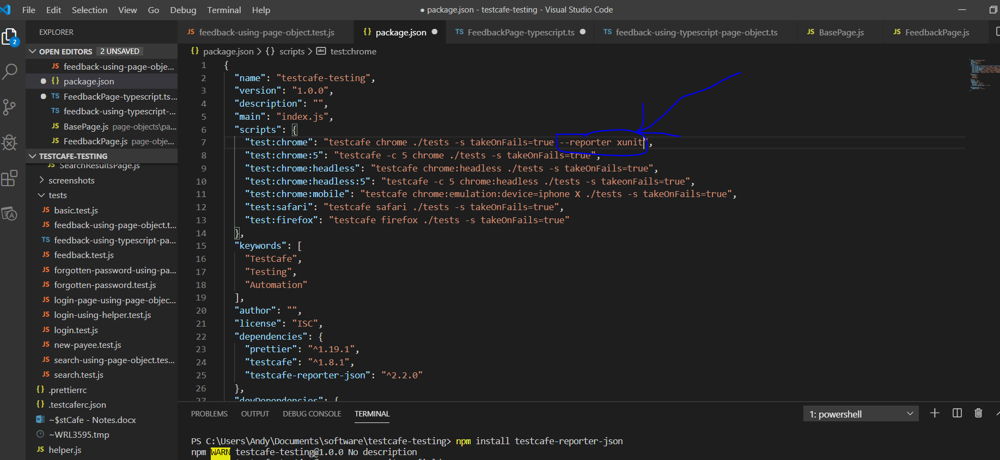 File Edit Selection View Go Debug Terminal Help
● package.json - testcafe-testing - Visual Studio Code
EXPLORER
OPEN EDITORS 2 UNSAVED
JS feedback-using-page-obje...
{} package.json
TS FeedbackPage-typescript.ts...
TS feedback-using-typescript-...
JS BasePage.js page-objects\pa...
JS FeedbackPage.js page-obje...
TESTCAFE-TESTING
JS SearchResultsPage.js
screenshots
tests
JS basic.test.js
JS feedback-using-page-object.t...
TS feedback-using-typescript-pa...
JS feedback.test.js
JS forgotten-password-using-pa...
JS forgotten-password.test.js
JS login-page-using-page-objec...
JS login-using-helper.test.js
JS login.test.js
JS new-payee.test.js
JS search-using-page-object.tes...
JS search.test.js
{} .prettierrc
{} .testcaferc.json
~$stCafe - Notes.docx
~WRL3595.tmp
JS helper.js
2
JS feedback-using-page-object.test.js {} package.json TS FeedbackPage-typescript.ts TS feedback-using-typescript-page-object.ts JS BasePage.js JS FeedbackPage.js
{} package.json > {} scripts > abc test:chrome
1 {
2 "name": "testcafe-testing",
3 "version": "1.0.0",
4 "description": "",
5 "main": "index.js",
6 "scripts": {
7 "test:chrome": "testcafe chrome ./tests -s takeOnFails=true --reporter xunit",
8 "test:chrome:5": "testcafe -c 5 chrome ./tests -s takeOnFails=true",
9 "test:chrome:headless": "testcafe chrome:headless ./tests -s takeOnFails=true",
10 "test:chrome:headless:5": "testcafe -c 5 chrome:headless ./tests -s takeonFails=true",
11 "test:chrome:mobile": "testcafe chrome:emulation:device=iphone X ./tests -s takeOnFails=true",
12 "test:safari": "testcafe safari ./tests -s takeOnFails=true",
13 "test:firefox": "testcafe firefox ./tests -s takeOnFails=true"
14 },
15 "keywords": [
16 "TestCafe",
17 "Testing",
18 "Automation"
19 ],
20 "author": "",
21 "license": "ISC",
22 "dependencies": {
23 "prettier": "^1.19.1",
24 "testcafe": "^1.8.1",
25 "testcafe-reporter-json": "^2.2.0"
26 },
27 "devDependencies": {
PROBLEMS OUTPUT DEBUG CONSOLE TERMINAL
1: powershell
PS C:\Users\Andy\Documents\software\testcafe-testing> npm install testcafe-reporter-json
npm WARN testcafe-testing@1.0.0 No description